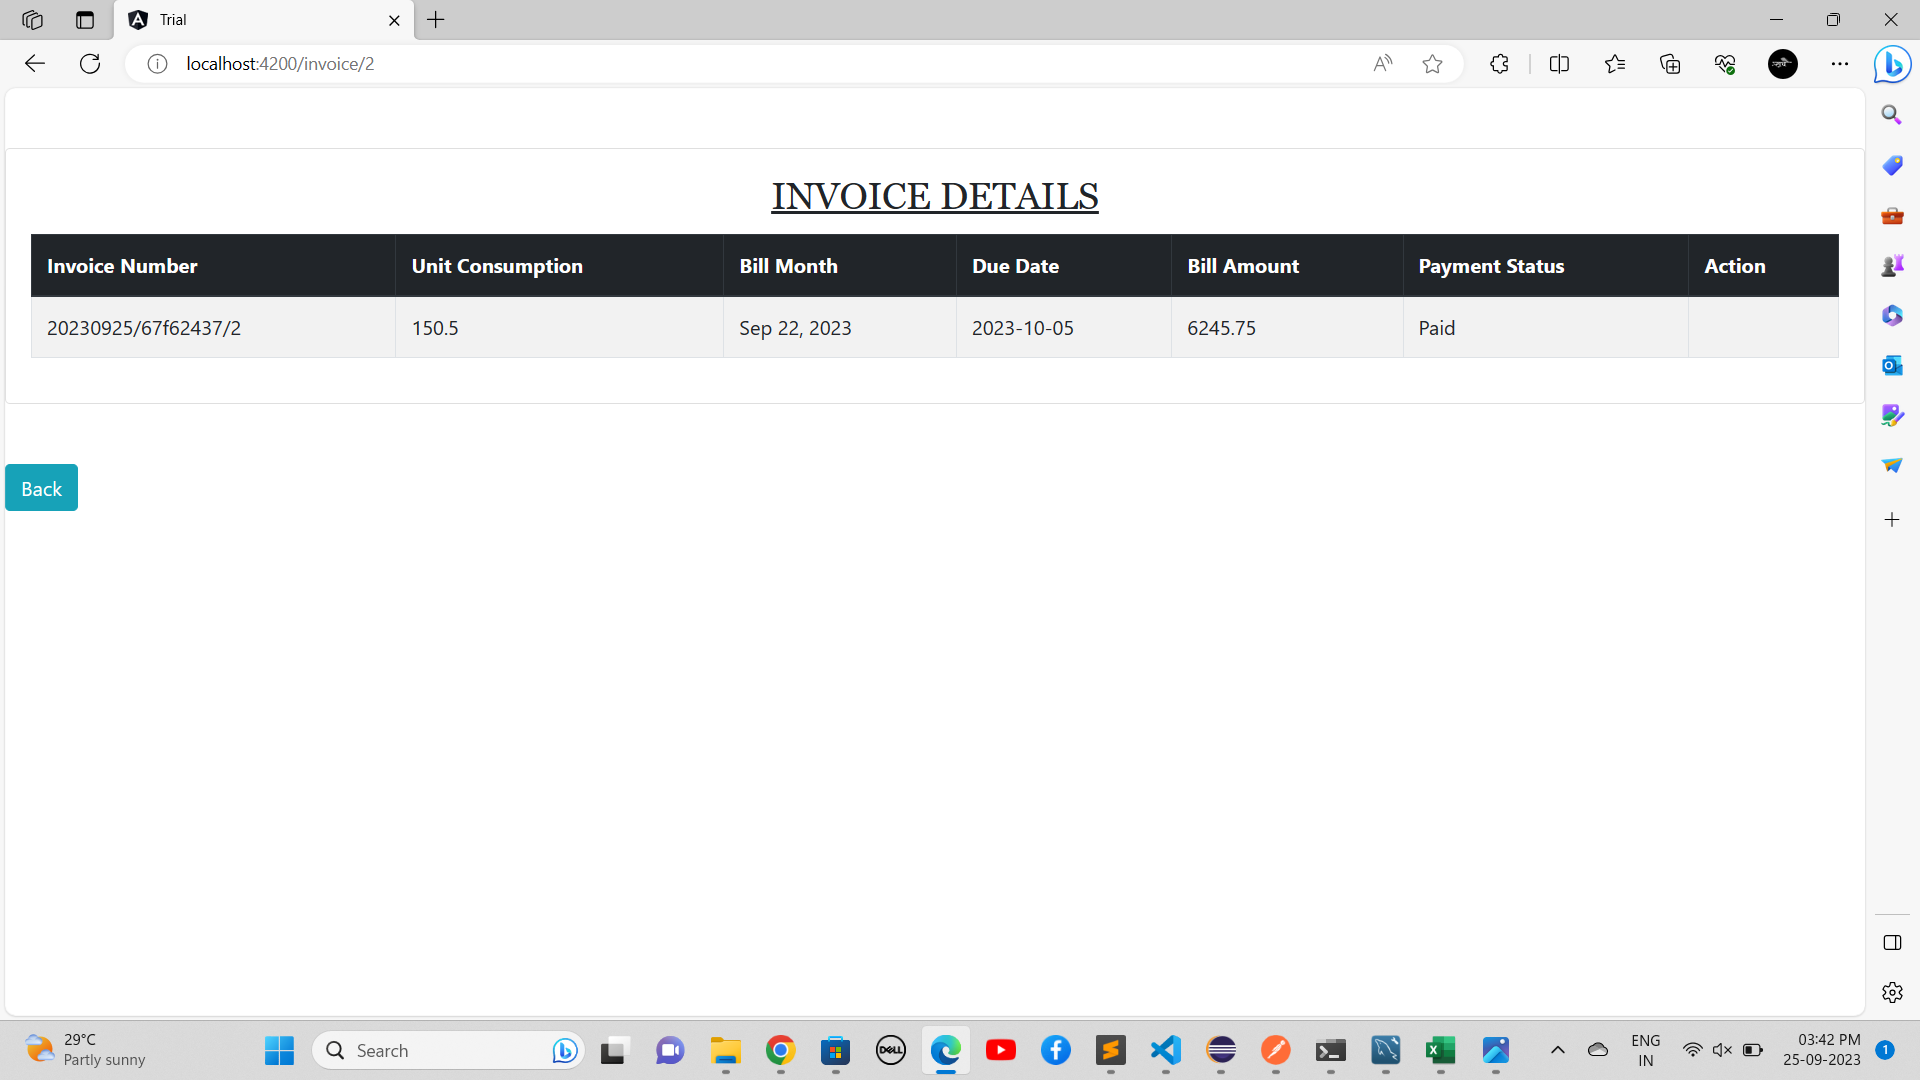 Trial
localhost:4200/invoice/2
INVOICE DETAILS
Invoice Number Unit Consumption Bill Month Due Date Bill Amount Payment Status Action
20230925/67f62437/2 150.5 Sep 22, 2023 2023-10-05 6245.75 Paid
Back
29°C
Partly sunny
Search
DELL
ENG
IN
03:42 PM
25-09-2023
1